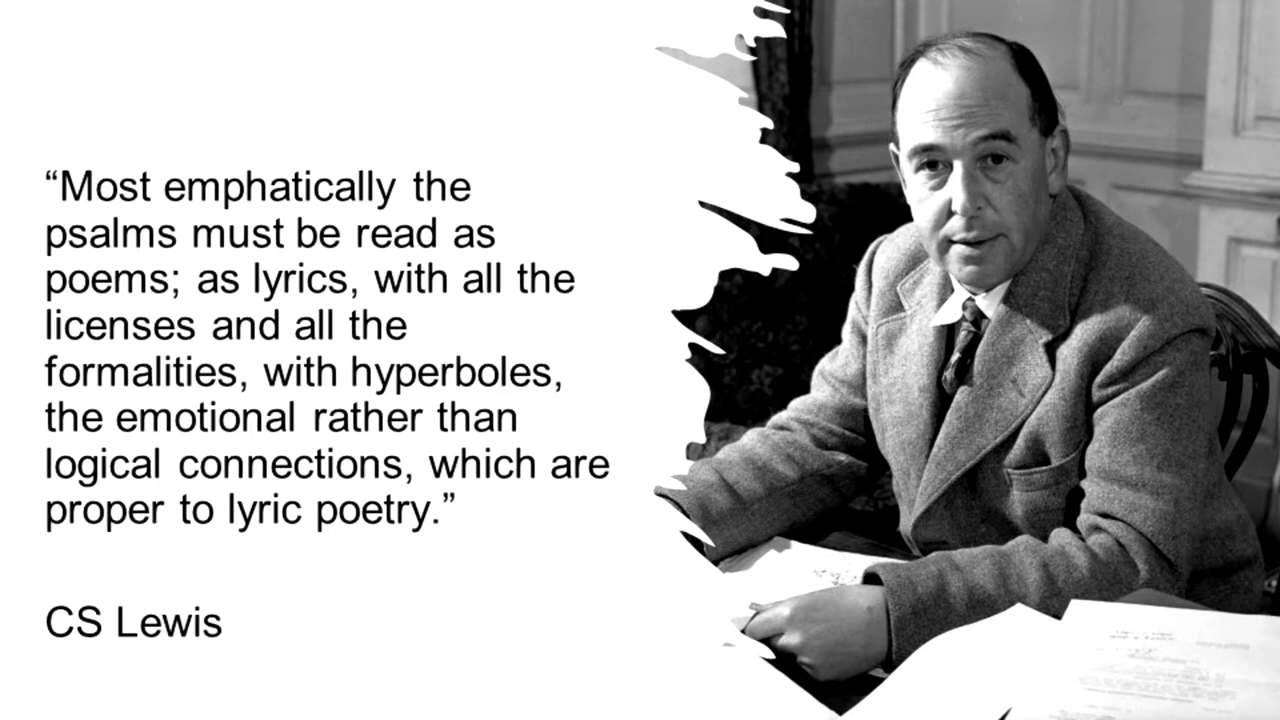 “Most emphatically the
psalms must be read as
poems; as lyrics, with all the
licenses and all the
formalities, with hyperboles,
the emotional rather than
logical connections, which are
proper to lyric poetry.”
CS Lewis